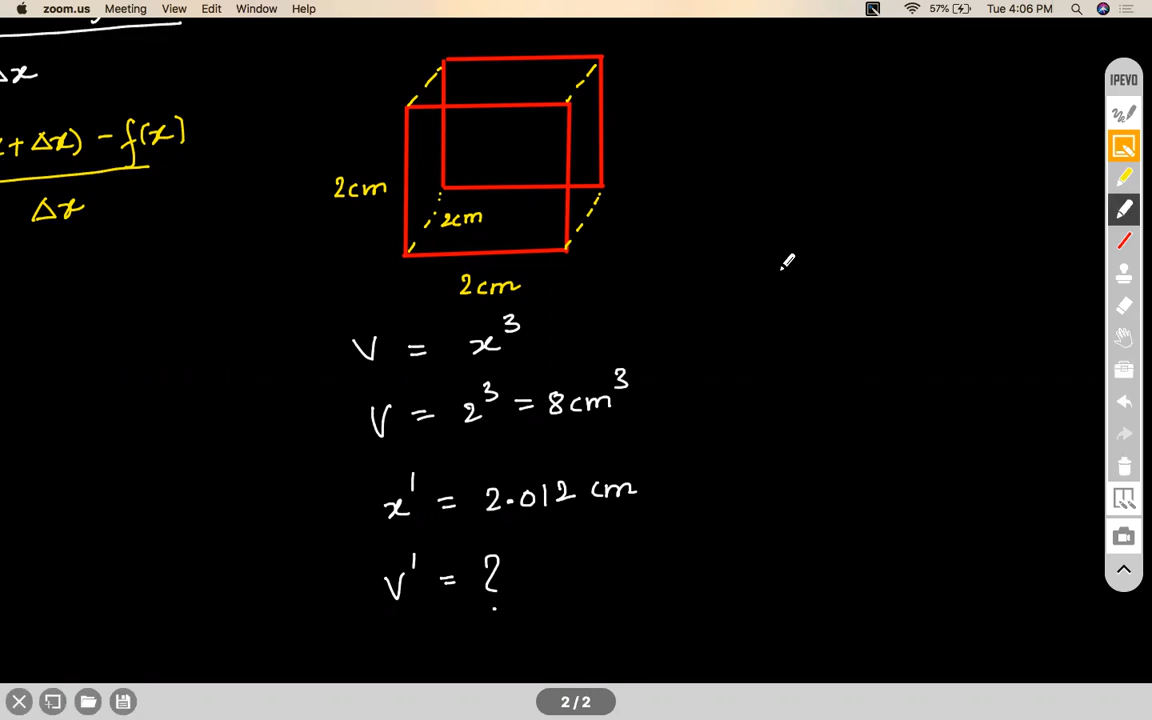 zoom.us Meeting View Edit Window Help 57% Tue 4:06 PM
Δx
x + Δx) - f(x)
Δx
2cm
2cm
2cm
V = x³
V = 2³ = 8cm³
x' = 2.012 cm
V' = ?
IPEVO
2 / 2